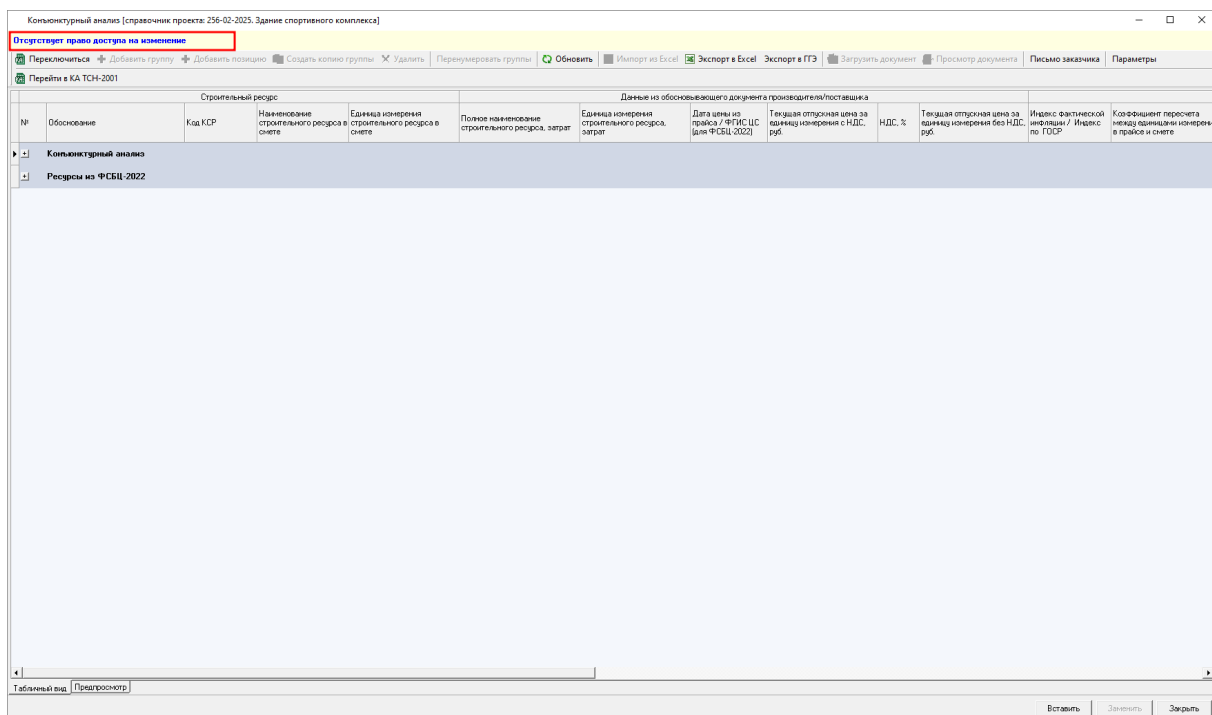 Конъюнктурный анализ [справочник проекта: 256-02-2025. Здание спортивного комплекса]
Отсутствует право доступа на изменение
Переключиться Добавить группу Добавить позицию Создать копию группы Удалить Перенумеровать группы Обновить Импорт из Excel Экспорт в Excel Экспорт в ГГЭ Загрузить документ Просмотр документа Письмо заказчика Параметры
Перейти в КА ТСН-2001
Строительный ресурс
Данные из обосновывающего документа производителя/поставщика
№
Обоснование
Код КСР
Наименование
строительного ресурса в
смете
Единица измерения
строительного ресурса в
смете
Полное наименование
строительного ресурса, затрат
Единица измерения
строительного ресурса,
затрат
Дата цены из
прайса / ФГИС ЦС
(для ФСБЦ-2022)
Текущая отпускная цена за
единицу измерения с НДС,
руб.
НДС, %
Текущая отпускная цена за
единицу измерения без НДС,
руб.
Индекс фактической
инфляции / Индекс
по ГОСР
Коэффициент пересчета
между единицами измерени
в прайсе и смете
Конъюнктурный анализ
Ресурсы из ФСБЦ-2022
Табличный вид Предпросмотр
Вставить Заменить Закрыть